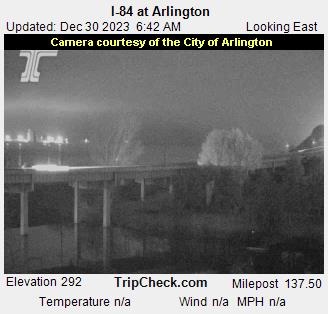 I-84 at Arlington
Updated: Dec 30 2023 6:42 AM Looking East
Camera courtesy of the City of Arlington
Elevation 292 TripCheck.com Milepost 137.50
Temperature n/a Wind n/a MPH n/a